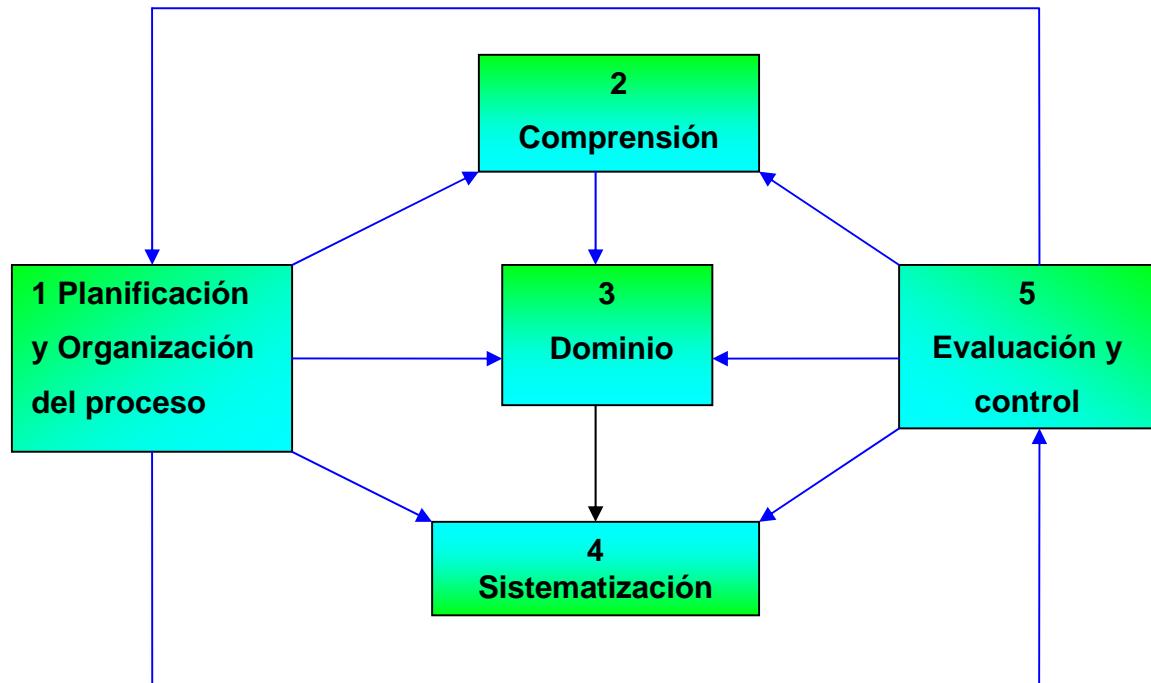 2
Comprensión
1 Planificación
y Organización
del proceso
3
Dominio
5
Evaluación y
control
4
Sistematización